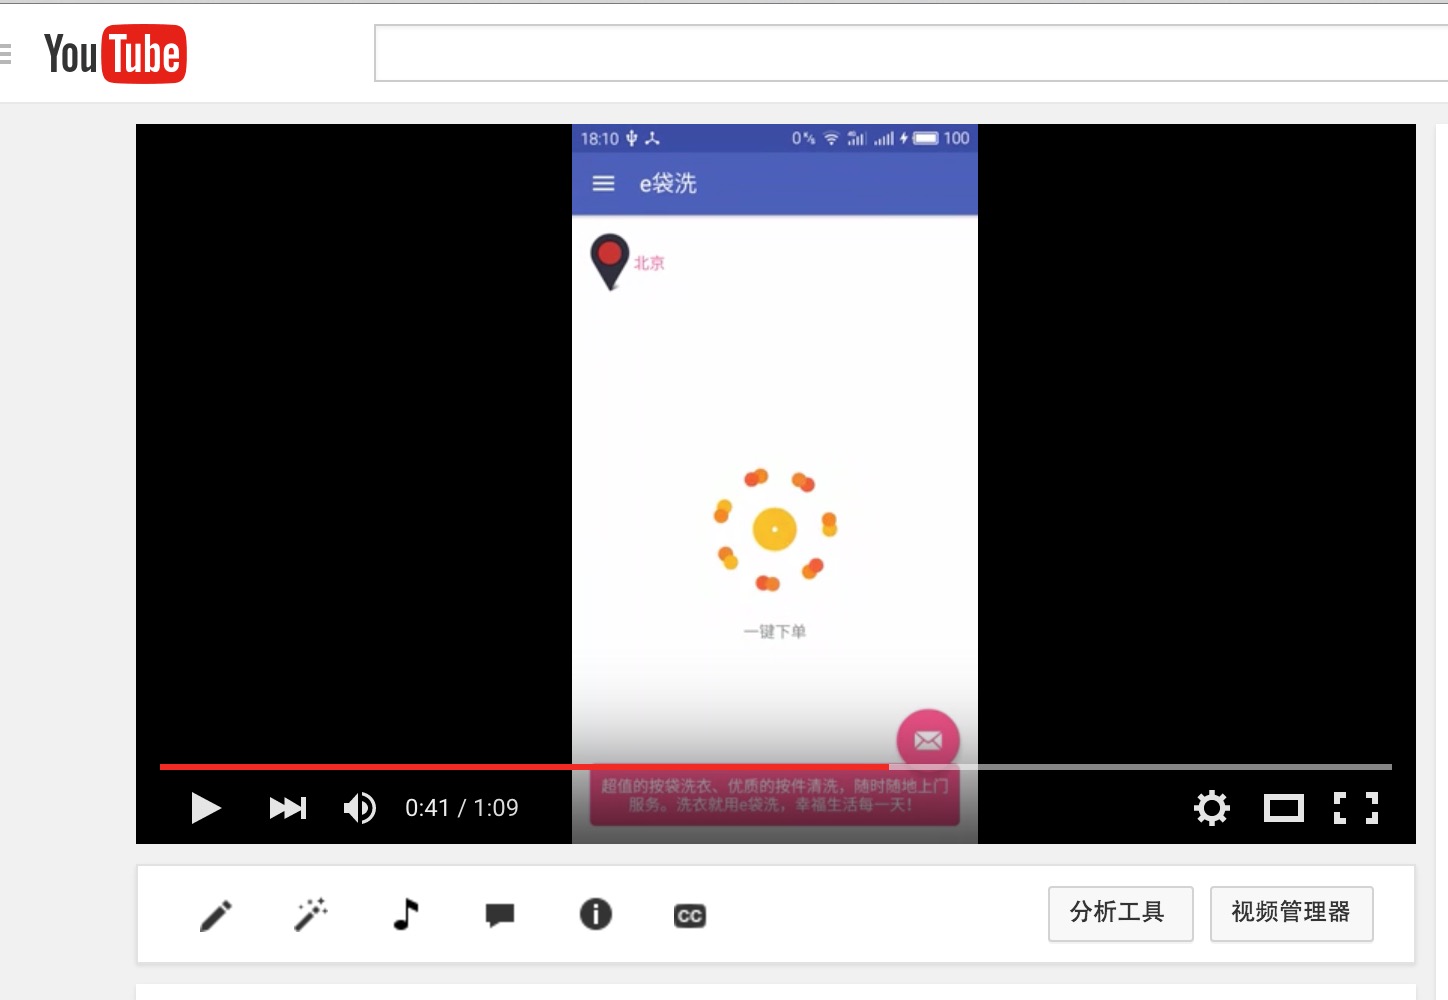 YouTube
18:10 0K/s 4G 100
e袋洗
北京
一键下单
超值的按袋洗衣、优质的按件清洗，随时随地上门
服务。洗衣就用e袋洗，幸福生活每一天！
0:41 / 1:09
CC
分析工具 视频管理器